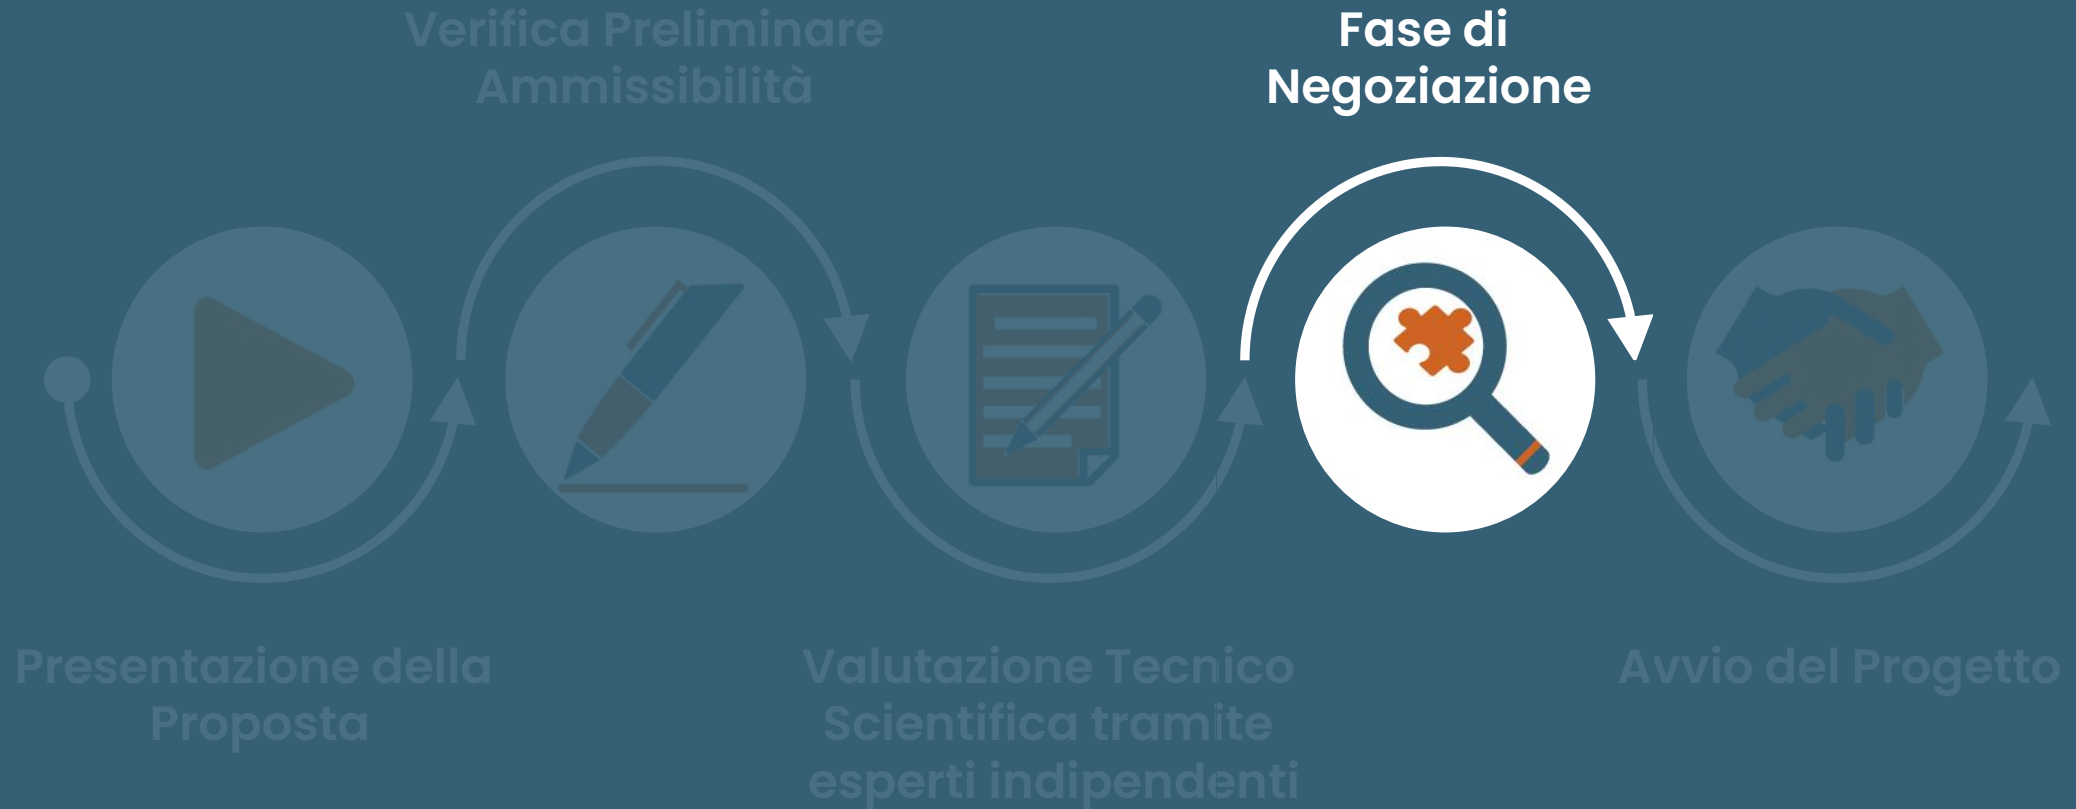 Verifica Preliminare
Ammissibilità
Fase di
Negoziazione
Presentazione della
Proposta
Valutazione Tecnico
Scientifica tramite
esperti indipendenti
Avvio del Progetto